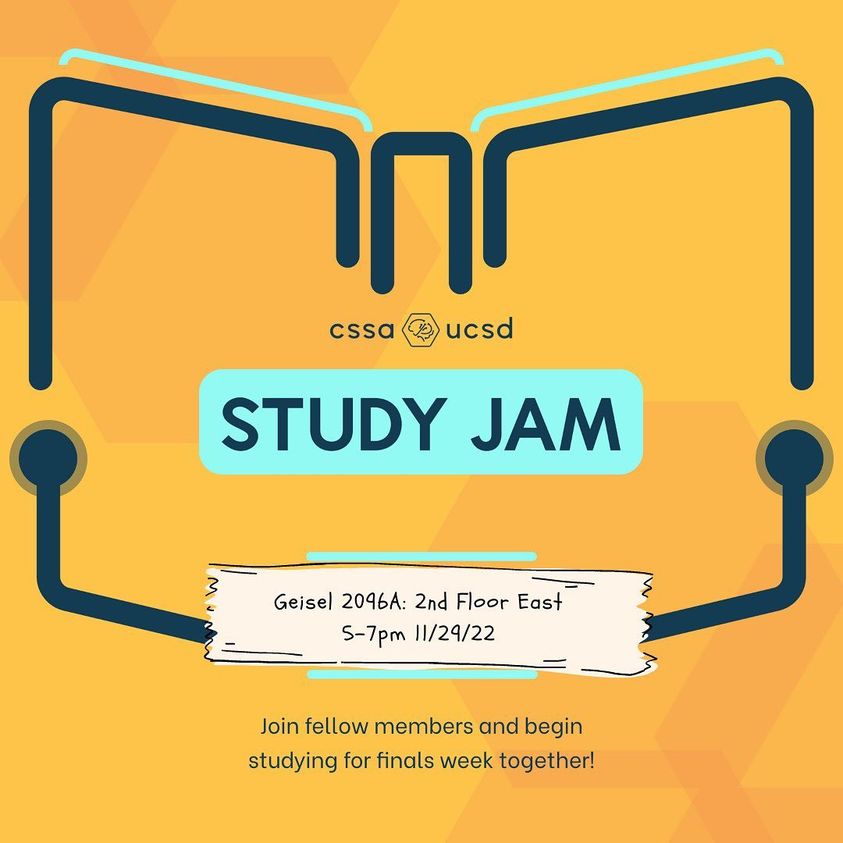 cssa ucsd
STUDY JAM
Geisel 2096A: 2nd Floor East
5-7pm 11/29/22
Join fellow members and begin
studying for finals week together!